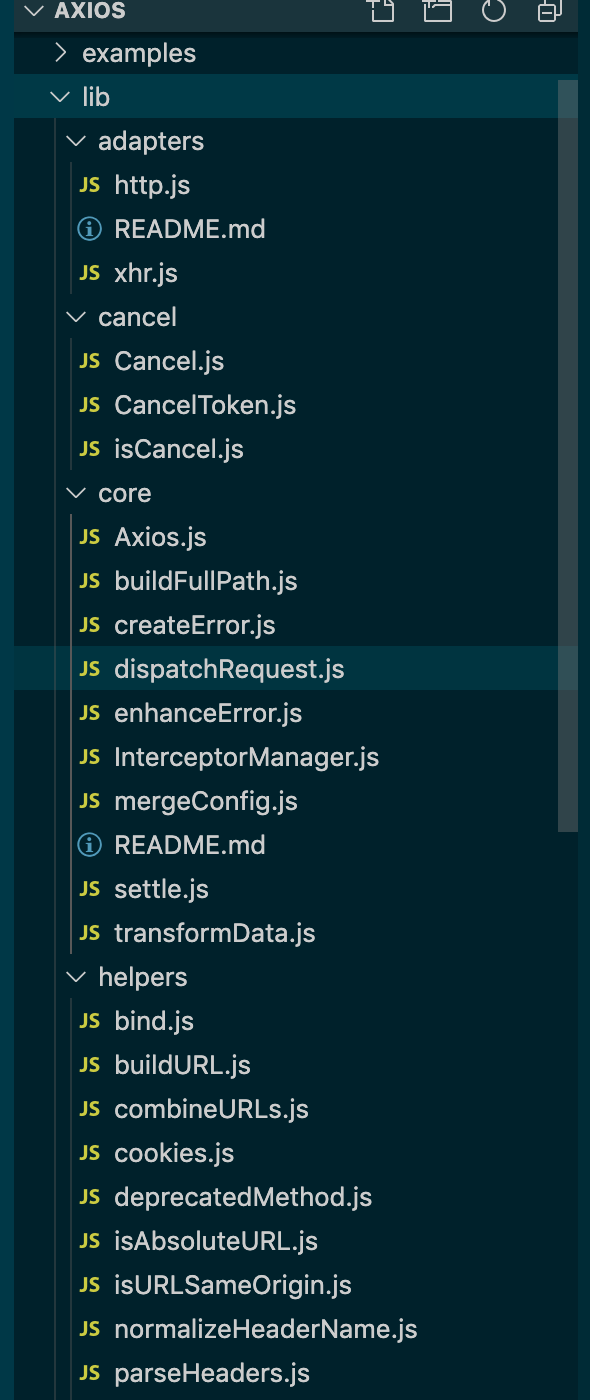 AXIOS
examples
lib
adapters
JS http.js
README.md
JS xhr.js
cancel
JS Cancel.js
JS CancelToken.js
JS isCancel.js
core
JS Axios.js
JS buildFullPath.js
JS createError.js
JS dispatchRequest.js
JS enhanceError.js
JS InterceptorManager.js
JS mergeConfig.js
README.md
JS settle.js
JS transformData.js
helpers
JS bind.js
JS buildURL.js
JS combineURLs.js
JS cookies.js
JS deprecatedMethod.js
JS isAbsoluteURL.js
JS isURLSameOrigin.js
JS normalizeHeaderName.js
JS parseHeaders.js